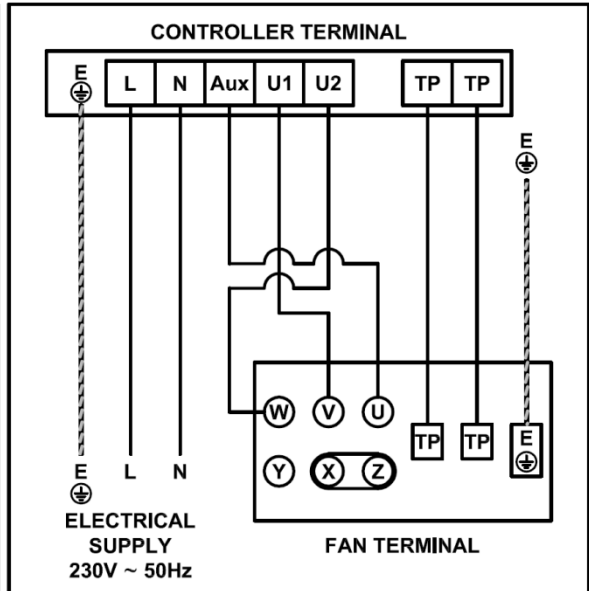 CONTROLLER TERMINAL
E L N Aux U1 U2 TP TP
E
W V U
TP TP E
Y X Z
E L N
ELECTRICAL
SUPPLY
230V ~ 50Hz
FAN TERMINAL